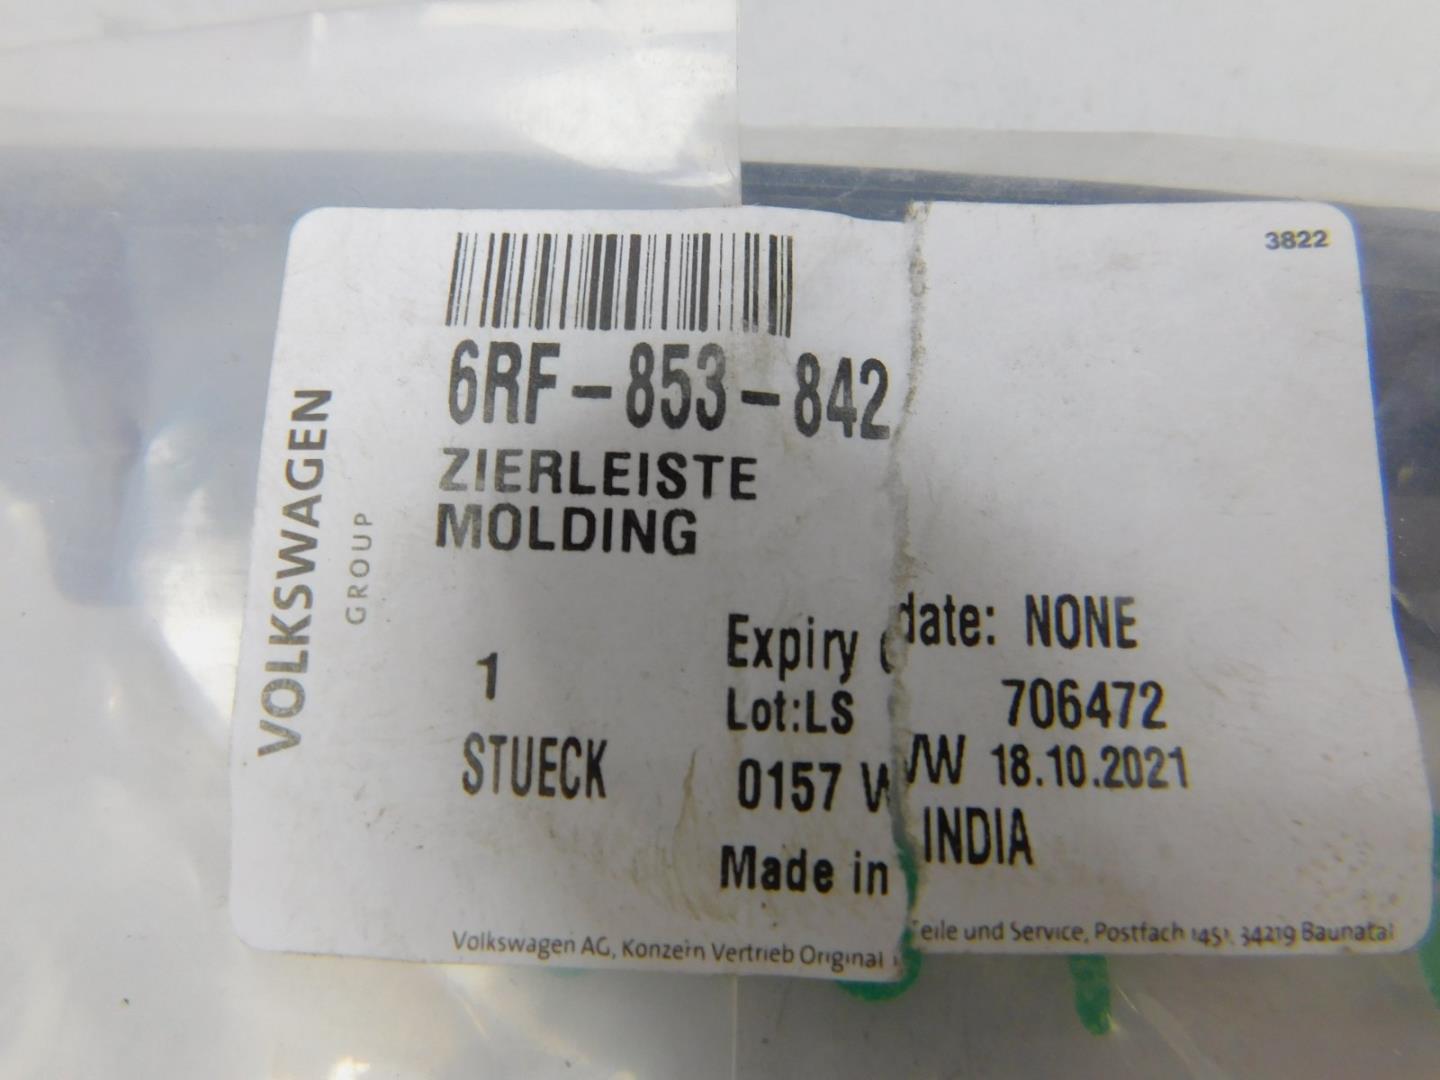 3822
6RF-853-842
ZIERLEISTE
MOLDING
VOLKSWAGEN
GROUP
1
STUECK
Expiry date: NONE
Lot:LS 706472
0157 VW 18.10.2021
Made in INDIA
Volkswagen AG, Konzern Vertrieb Original Teile und Service, Postfach 1451, 34219 Baunatal